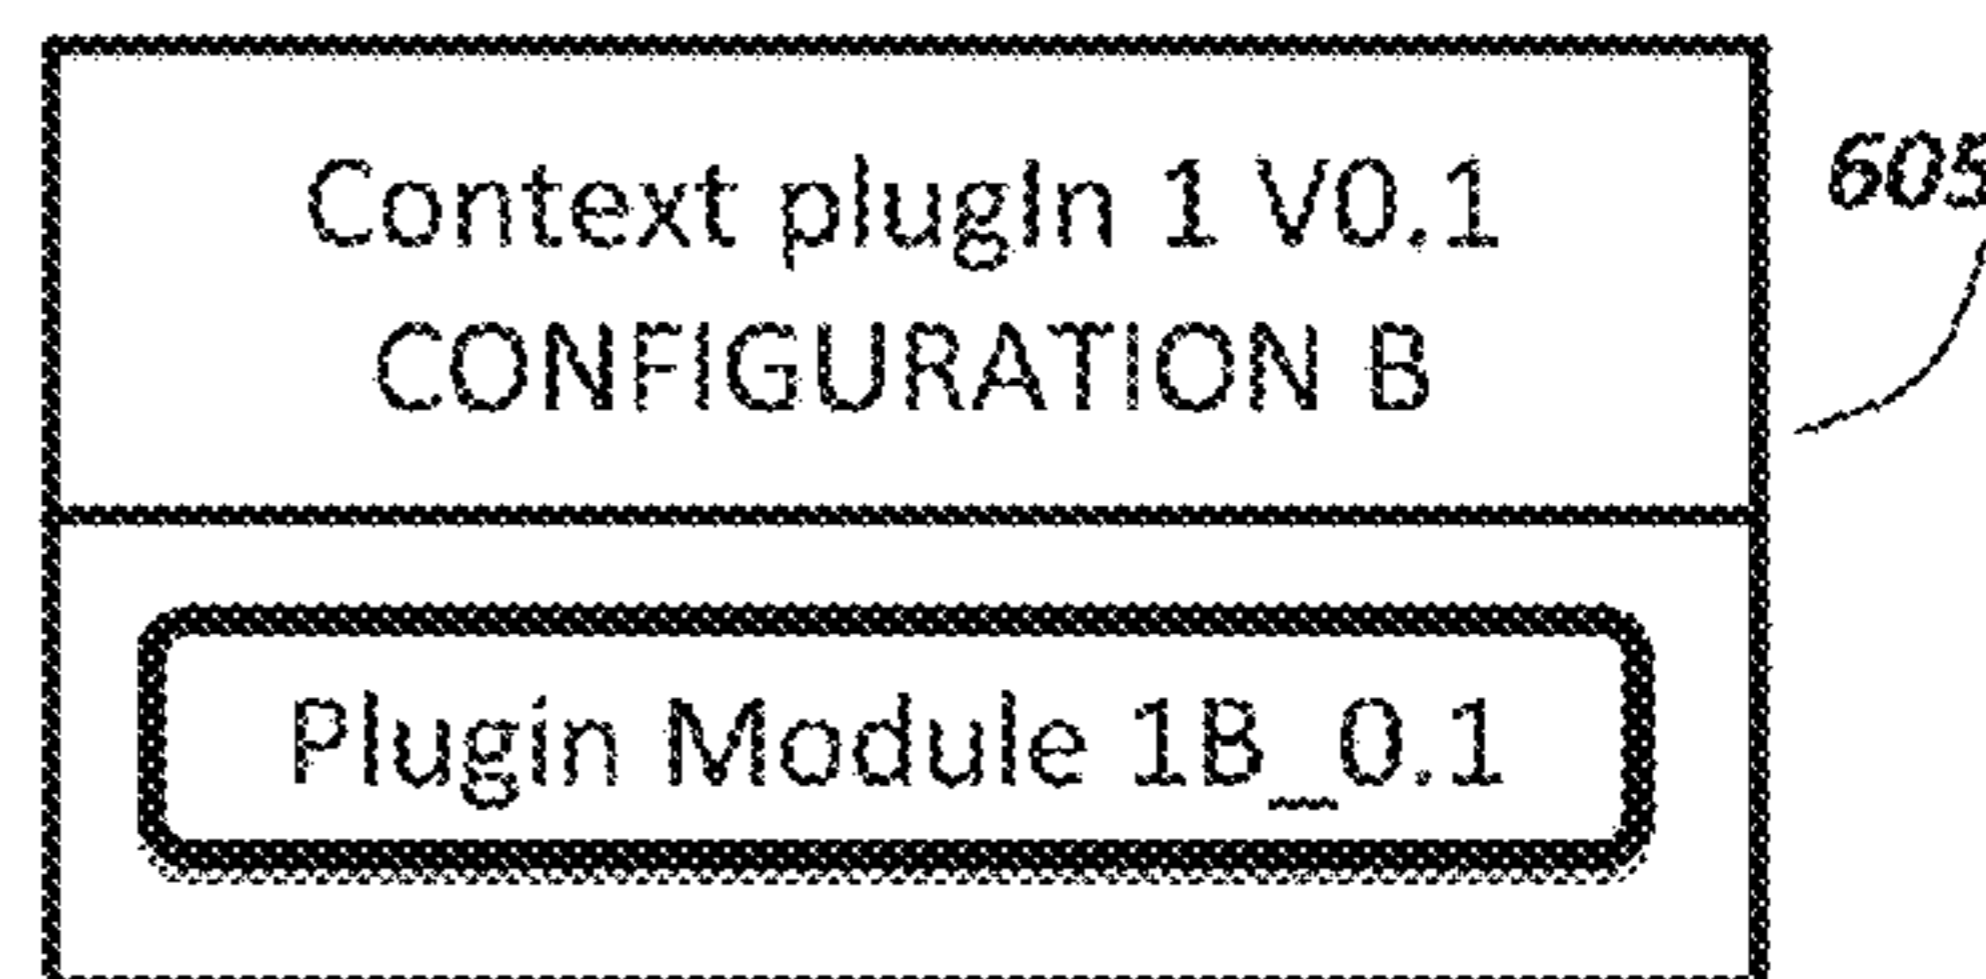 Context plugIn 1 V0.1
605
CONFIGURATION B
Plugin Module 1B_0.1